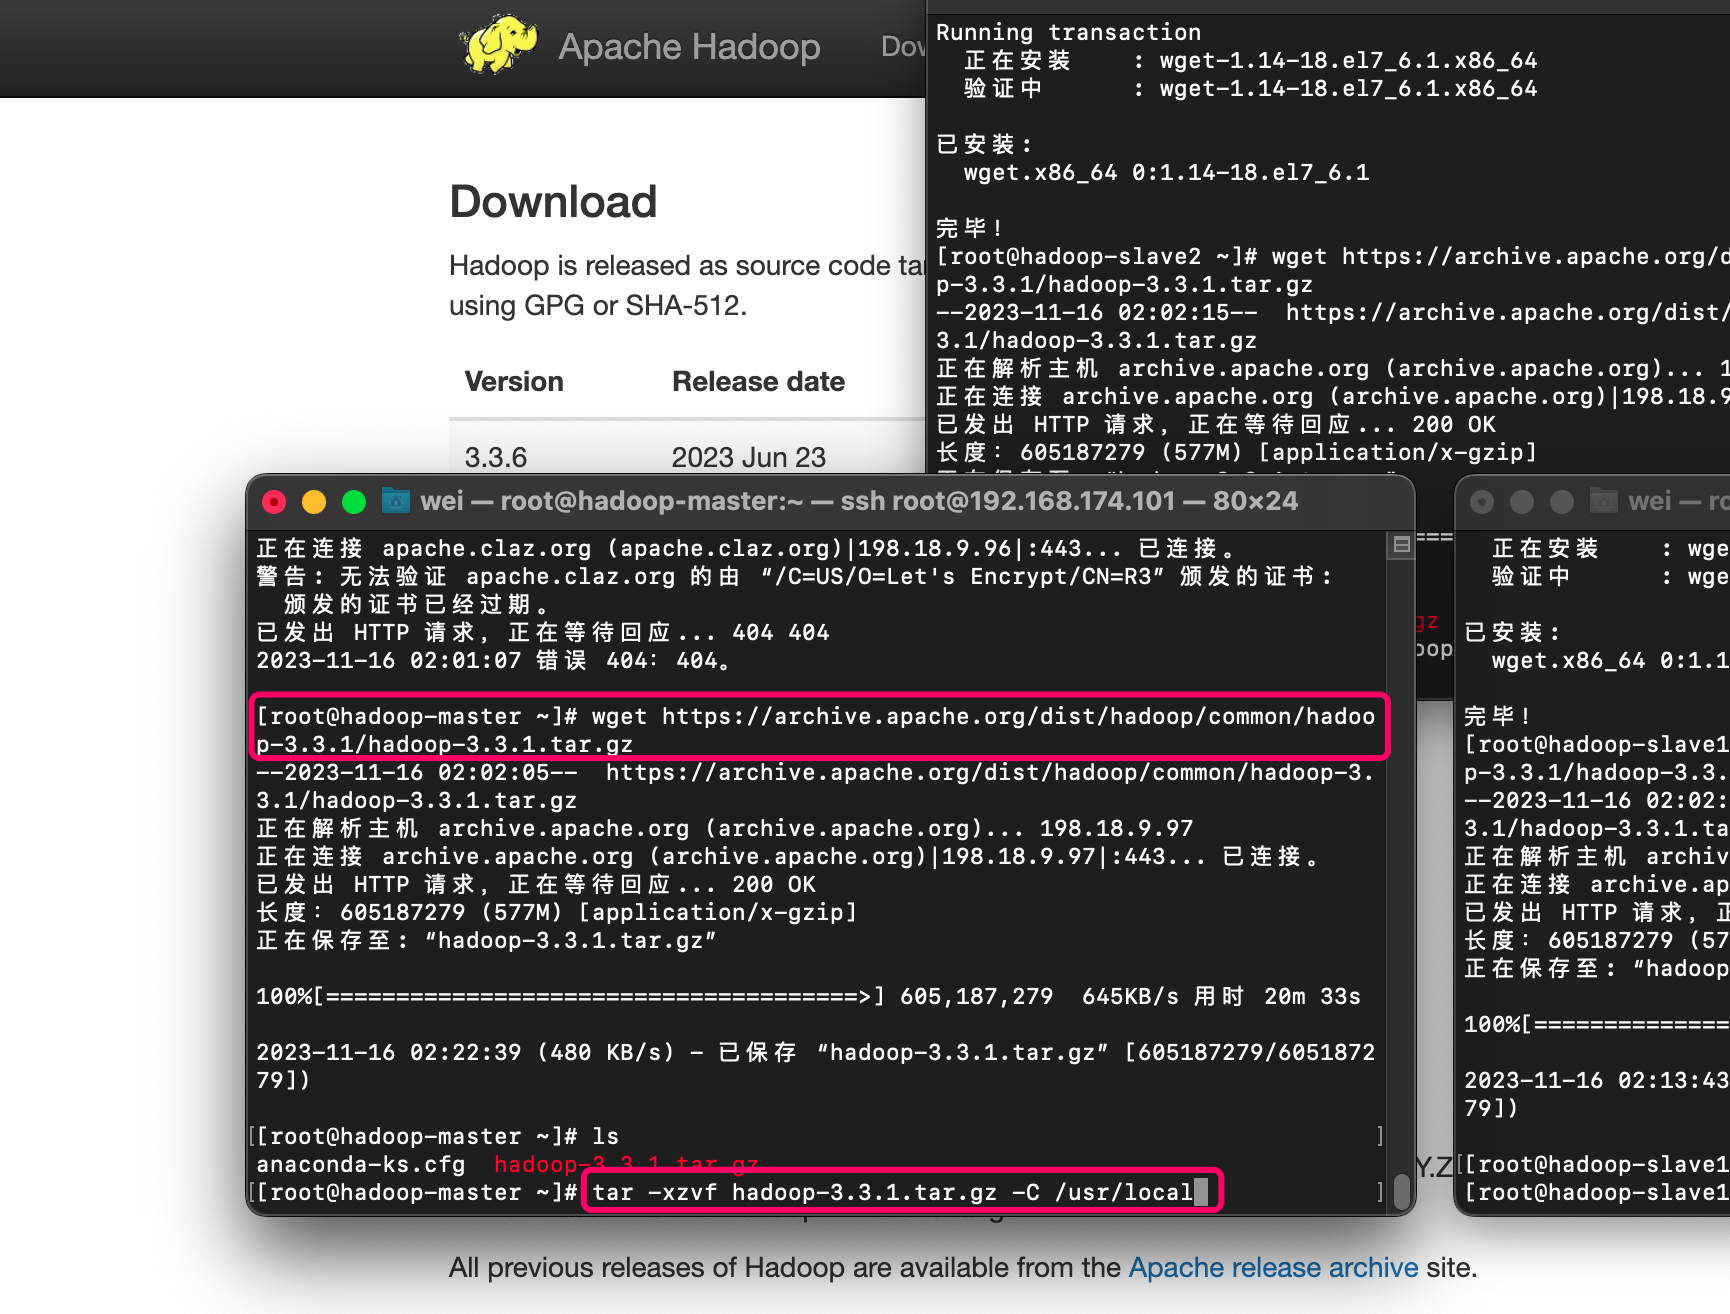 Apache Hadoop
Download
Hadoop is released as source code
using GPG or SHA-512.
Version Release date
3.3.6 2023 Jun 23
Running transaction
正在安装 : wget-1.14-18.el7_6.1.x86_64
验证中 : wget-1.14-18.el7_6.1.x86_64
已安装:
wget.x86_64 0:1.14-18.el7_6.1
完毕!
[root@hadoop-slave2 ~]# wget https://archive.apache.org/d
p-3.3.1/hadoop-3.3.1.tar.gz
--2023-11-16 02:02:15-- https://archive.apache.org/dist/
3.1/hadoop-3.3.1.tar.gz
正在解析主机 archive.apache.org (archive.apache.org)... 1
正在连接 archive.apache.org (archive.apache.org)|198.18.9
已发出 HTTP 请求，正在等待回应... 200 OK
长度：605187279 (577M) [application/x-gzip]
wei — root@hadoop-master:~ — ssh root@192.168.174.101 — 80×24
正在连接 apache.claz.org (apache.claz.org)|198.18.9.96|:443... 已连接。
警告: 无法验证 apache.claz.org 的由 “/C=US/O=Let's Encrypt/CN=R3” 颁发的证书:
颁发的证书已经过期。
已发出 HTTP 请求，正在等待回应... 404 404
2023-11-16 02:01:07 错误 404：404。
[root@hadoop-master ~]# wget https://archive.apache.org/dist/hadoop/common/hadoo
p-3.3.1/hadoop-3.3.1.tar.gz
--2023-11-16 02:02:05-- https://archive.apache.org/dist/hadoop/common/hadoop-3.
3.1/hadoop-3.3.1.tar.gz
正在解析主机 archive.apache.org (archive.apache.org)... 198.18.9.97
正在连接 archive.apache.org (archive.apache.org)|198.18.9.97|:443... 已连接。
已发出 HTTP 请求，正在等待回应... 200 OK
长度：605187279 (577M) [application/x-gzip]
正在保存至: “hadoop-3.3.1.tar.gz”
100%[======================================>] 605,187,279 645KB/s 用时 20m 33s
2023-11-16 02:22:39 (480 KB/s) - 已保存 “hadoop-3.3.1.tar.gz” [605187279/6051872
79])
[[root@hadoop-master ~]# ls ]
anaconda-ks.cfg hadoop-3.3.1.tar.gz
[[root@hadoop-master ~]# tar -xzvf hadoop-3.3.1.tar.gz -C /usr/local ]
gz
oop
Y.Z
wei — ro
正在安装 : wge
验证中 : wge
已安装:
wget.x86_64 0:1.1
完毕!
[root@hadoop-slave1
p-3.3.1/hadoop-3.3.
--2023-11-16 02:02:
3.1/hadoop-3.3.1.ta
正在解析主机 archiv
正在连接 archive.ap
已发出 HTTP 请求，正
长度：605187279 (57
正在保存至: “hadoop
100%[==============
2023-11-16 02:13:43
79])
[[root@hadoop-slave1
[root@hadoop-slave1
All previous releases of Hadoop are available from the Apache release archive site.